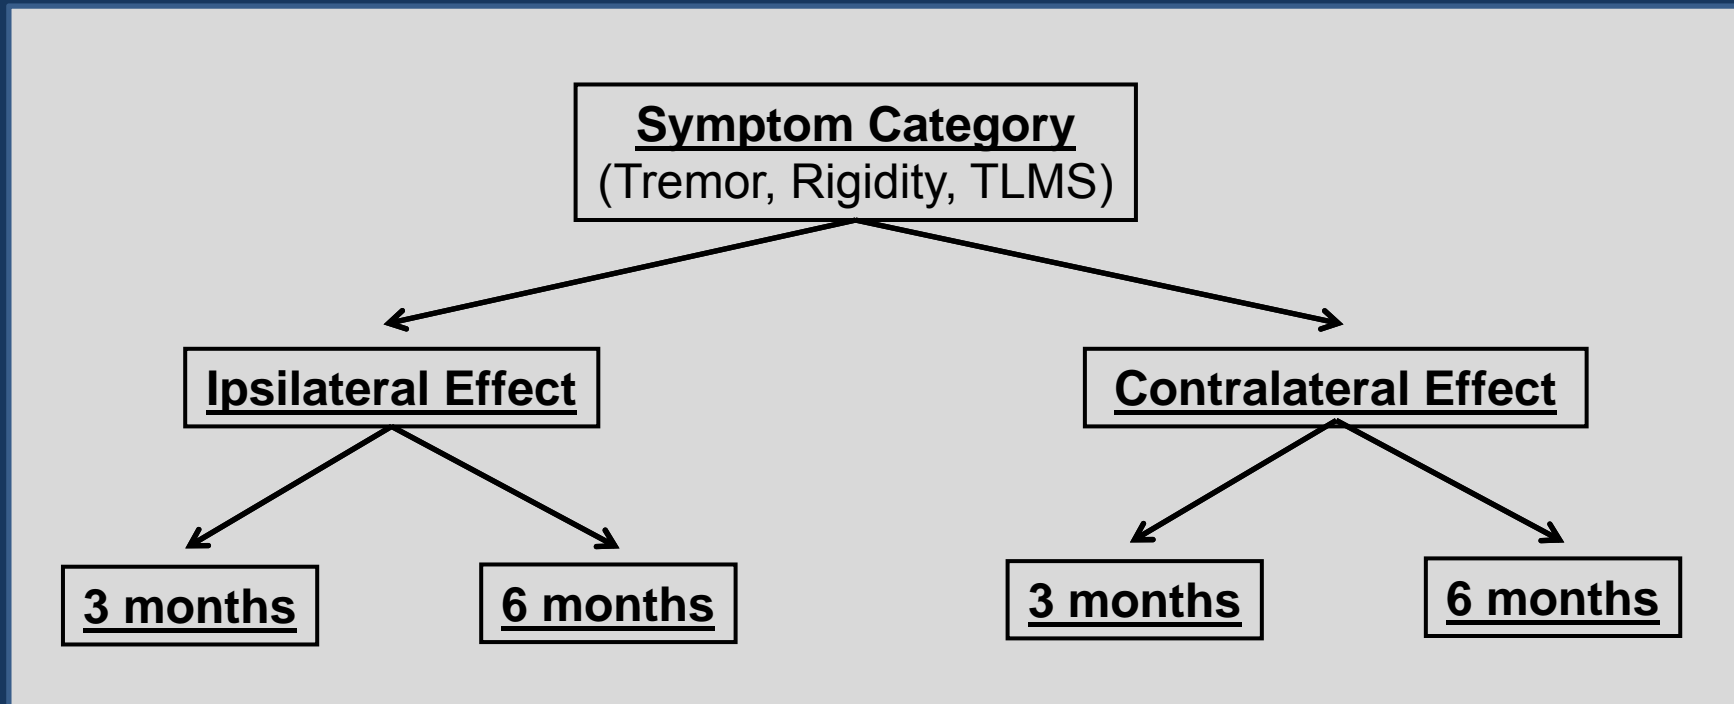 Symptom Category
(Tremor, Rigidity, TLMS)
Ipsilateral Effect
Contralateral Effect
3 months
6 months
3 months
6 months